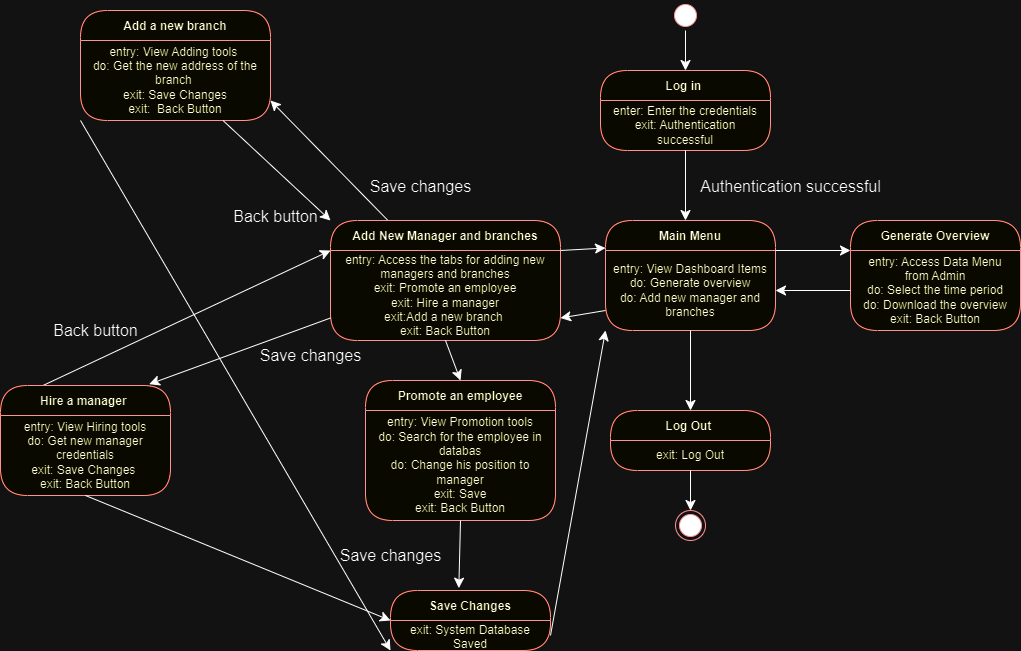 Add a new branch
entry: View Adding tools
do: Get the new address of the
branch
exit: Save Changes
exit:  Back Button
Log in
enter: Enter the credentials
exit: Authentication
successful
Save changes
Authentication successful
Back button
Add New Manager and branches
entry: Access the tabs for adding new
managers and branches
exit: Promote an employee
exit: Hire a manager
exit:Add a new branch
exit: Back Button
Main Menu
entry: View Dashboard Items
do: Generate overview
do: Add new manager and
branches
Generate Overview
entry: Access Data Menu
from Admin
do: Select the time period
do: Download the overview
exit: Back Button
Back button
Save changes
Hire a manager
entry: View Hiring tools
do: Get new manager
credentials
exit: Save Changes
exit: Back Button
Promote an employee
entry: View Promotion tools
do: Search for the employee in
databas
do: Change his position to
manager
exit: Save
exit: Back Button
Log Out
exit: Log Out
Save changes
Save Changes
exit: System Database
Saved